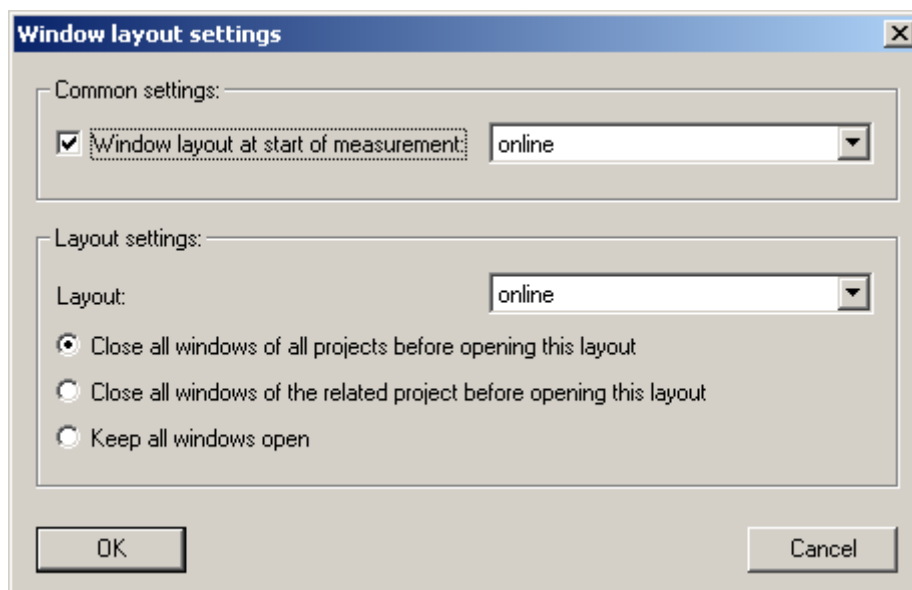 Window layout settings
Common settings:
Window layout at start of measurement: online
Layout settings:
Layout: online
Close all windows of all projects before opening this layout
Close all windows of the related project before opening this layout
Keep all windows open
OK Cancel